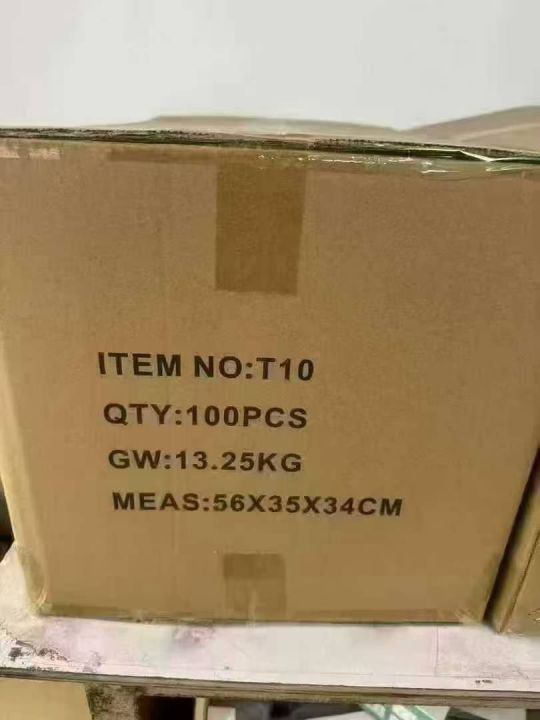 ITEM NO:T10
QTY:100PCS
GW:13.25KG
MEAS:56X35X34CM